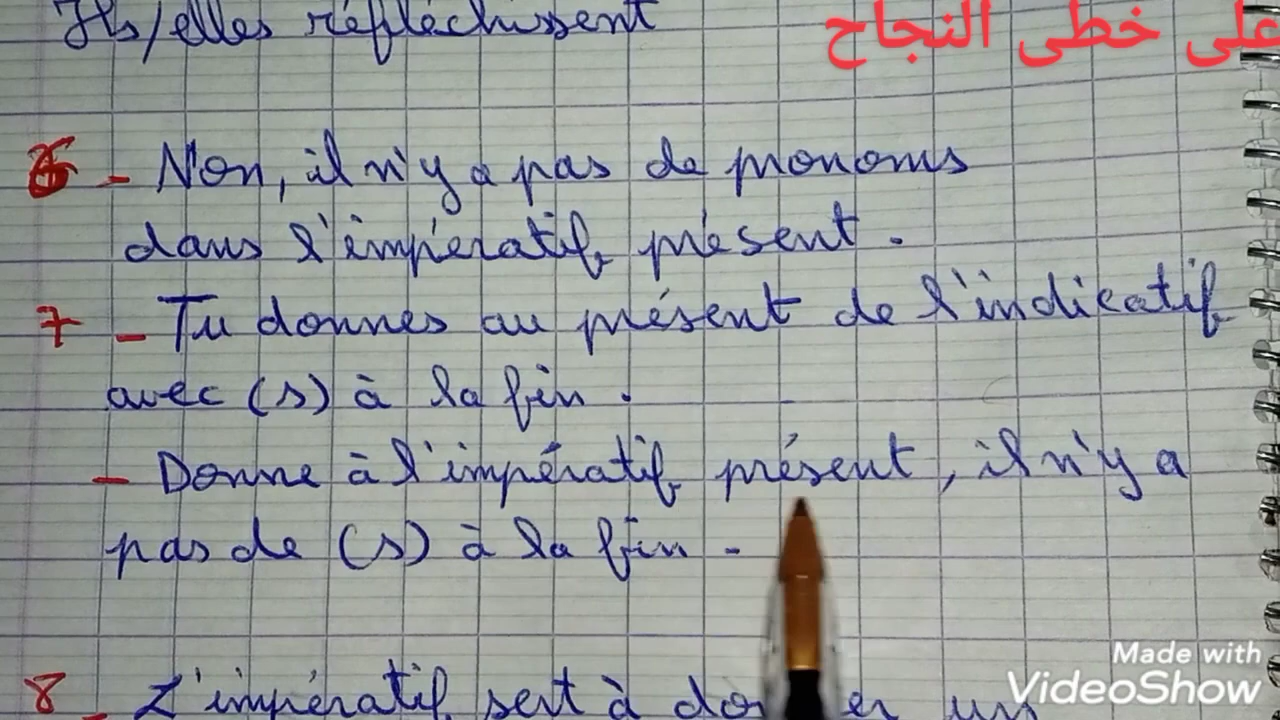 Ils/elles réfléchissent
على خطى النجاح
6 - Non, il n'y a pas de pronoms
dans l'impératif présent.
7 - Tu donnes au présent de l'indicatif
avec (s) à la fin.
- Donne à l'impératif présent, il n'y a
pas de (s) à la fin -
8 - L'impératif sert à un
Made with
VideoShow